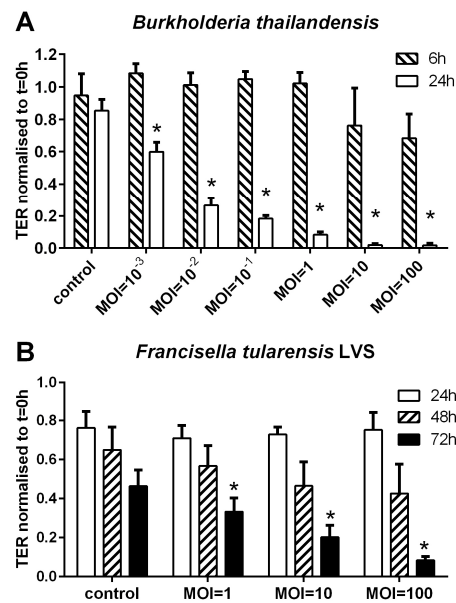 A
Burkholderia thailandensis
TER normalised to t=0h
1.2
1.0
0.8
0.6
0.4
0.2
0.0
6h
24h
*
*
*
*
*
*
control
MOI=10⁻³
MOI=10⁻²
MOI=10⁻¹
MOI=1
MOI=10
MOI=100
B
Francisella tularensis LVS
TER normalised to t=0h
1.0
0.8
0.6
0.4
0.2
0.0
24h
48h
72h
*
*
*
control
MOI=1
MOI=10
MOI=100